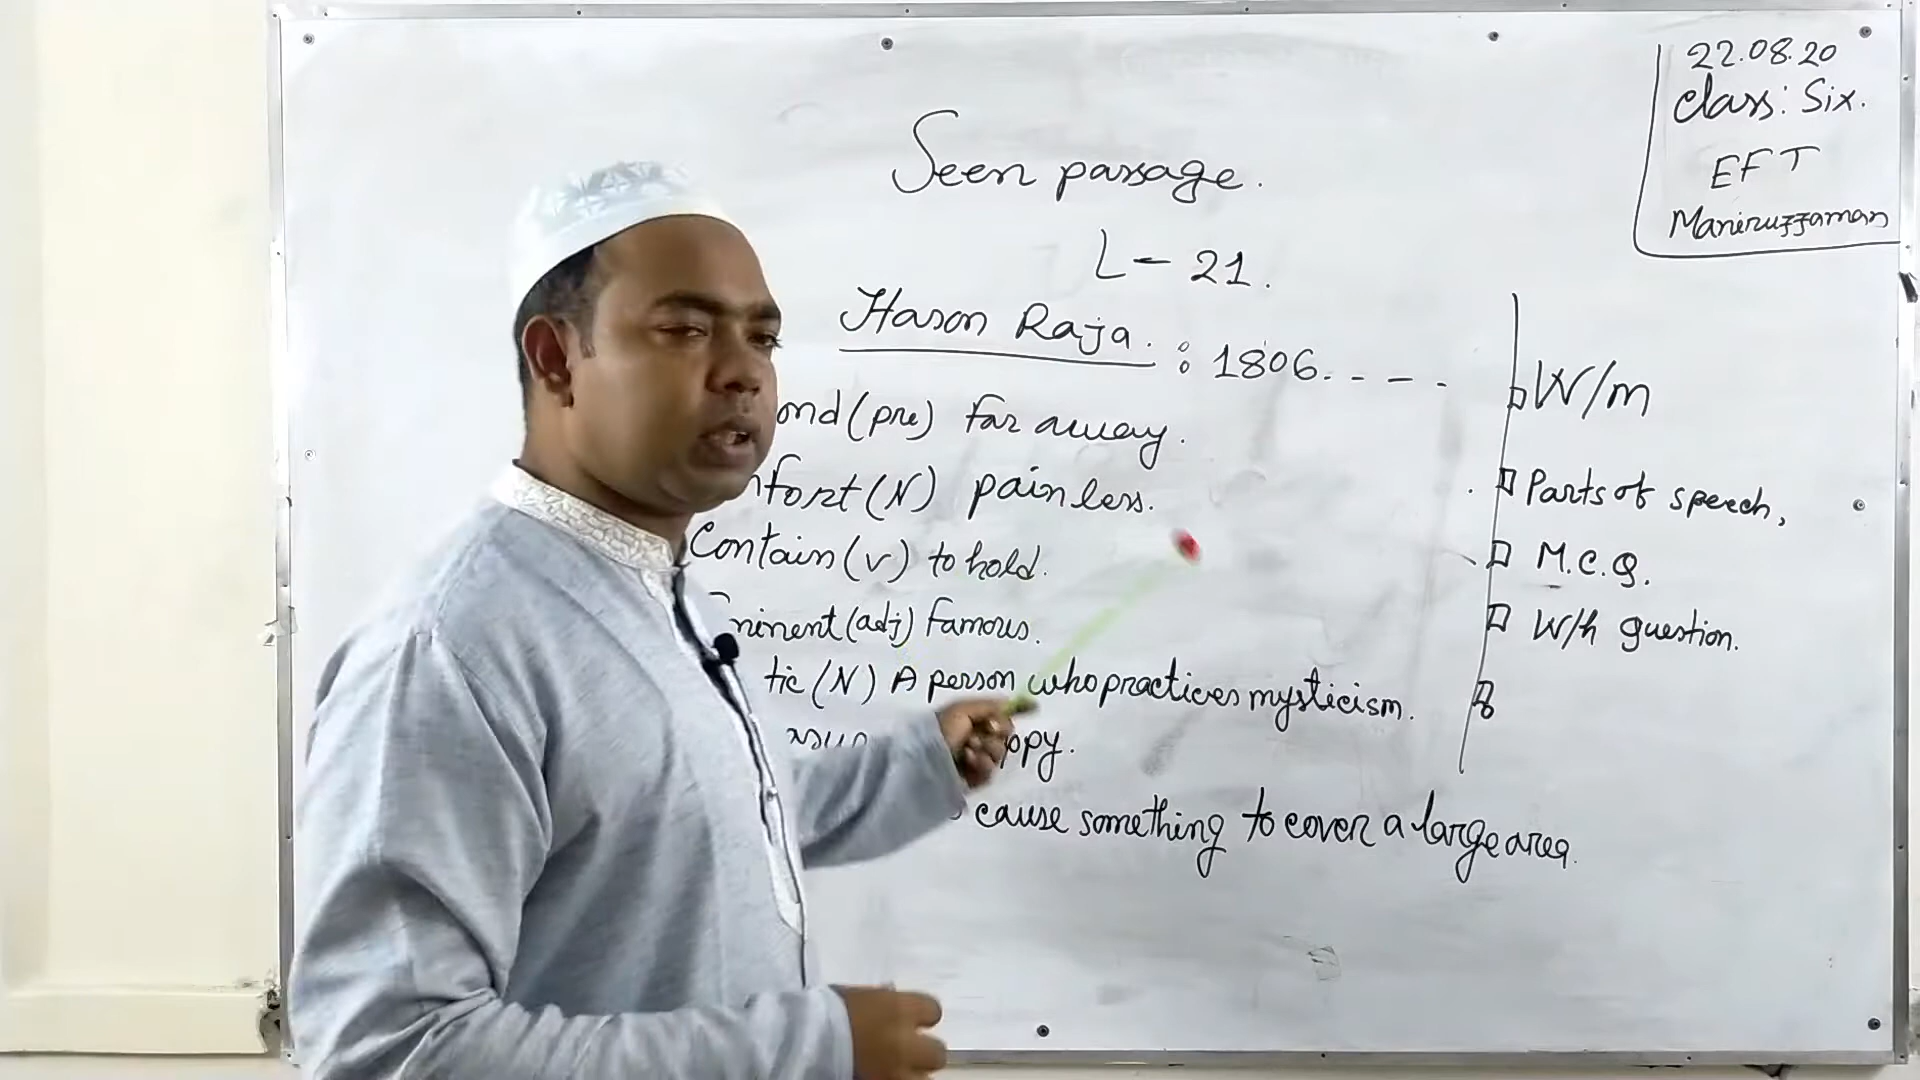 22.08.20
Class: Six.
EFT
Maniruzzaman
Seen passage.
L - 21.
Hason Raja. : 1806. - - - -
ond (pre) far away.
nfort (N) painless.
Contain (v) to hold.
minent (adj) famous.
tic (N) A person who practices mysticism.
ppy.
cause something to cover a large area.
W/m
Parts of speech,
M.C.Q.
W/h question.